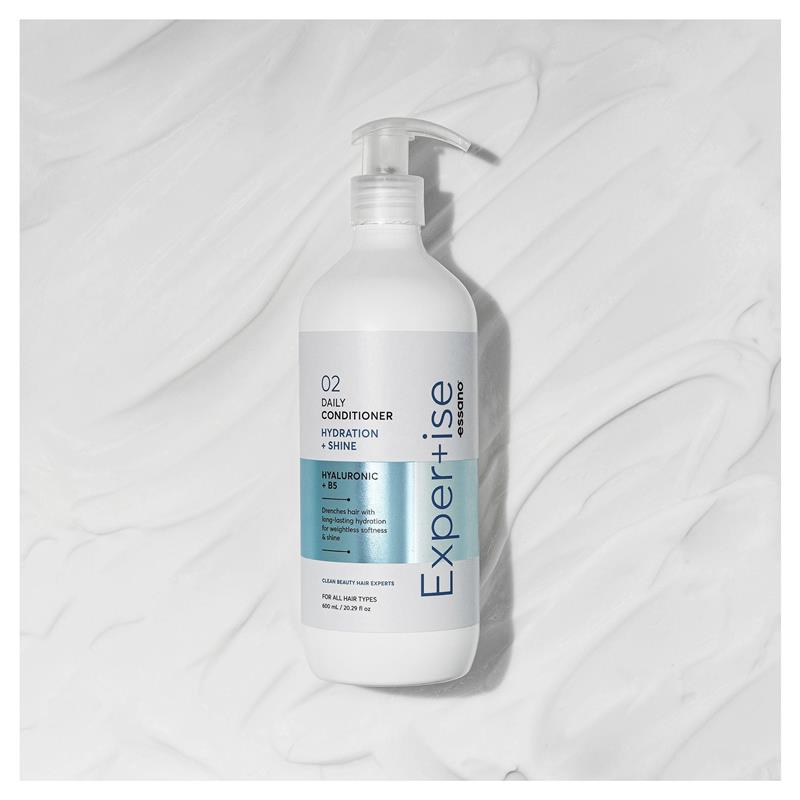 02
DAILY
CONDITIONER
HYDRATION
+ SHINE
HYALURONIC
+ B5
Drenches hair with
long-lasting hydration
for weightless softness
& shine
CLEAN BEAUTY HAIR EXPERTS
FOR ALL HAIR TYPES
600 mL / 20.29 fl oz
Exper+ise
essano